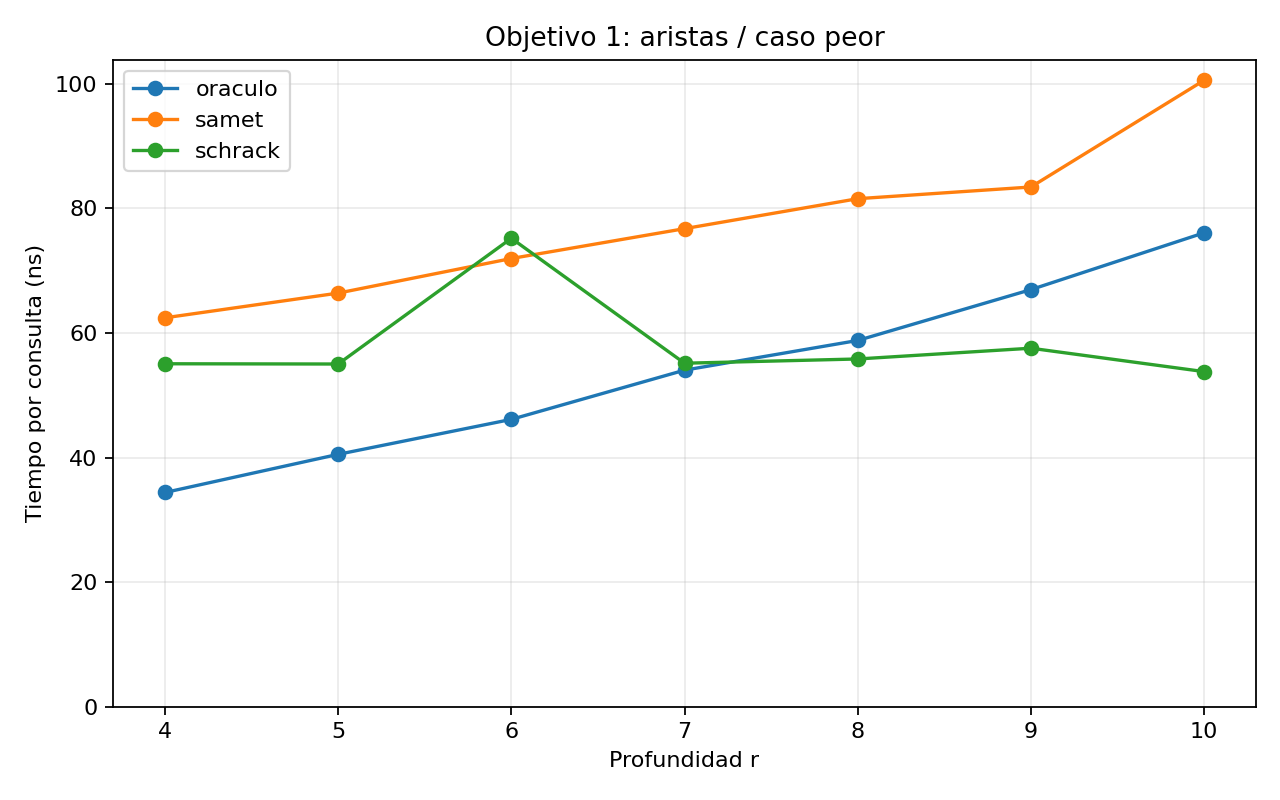 Objetivo 1: aristas / caso peor
oraculo
samet
schrack
Tiempo por consulta (ns)
100
80
60
40
20
0
4 5 6 7 8 9 10
Profundidad r